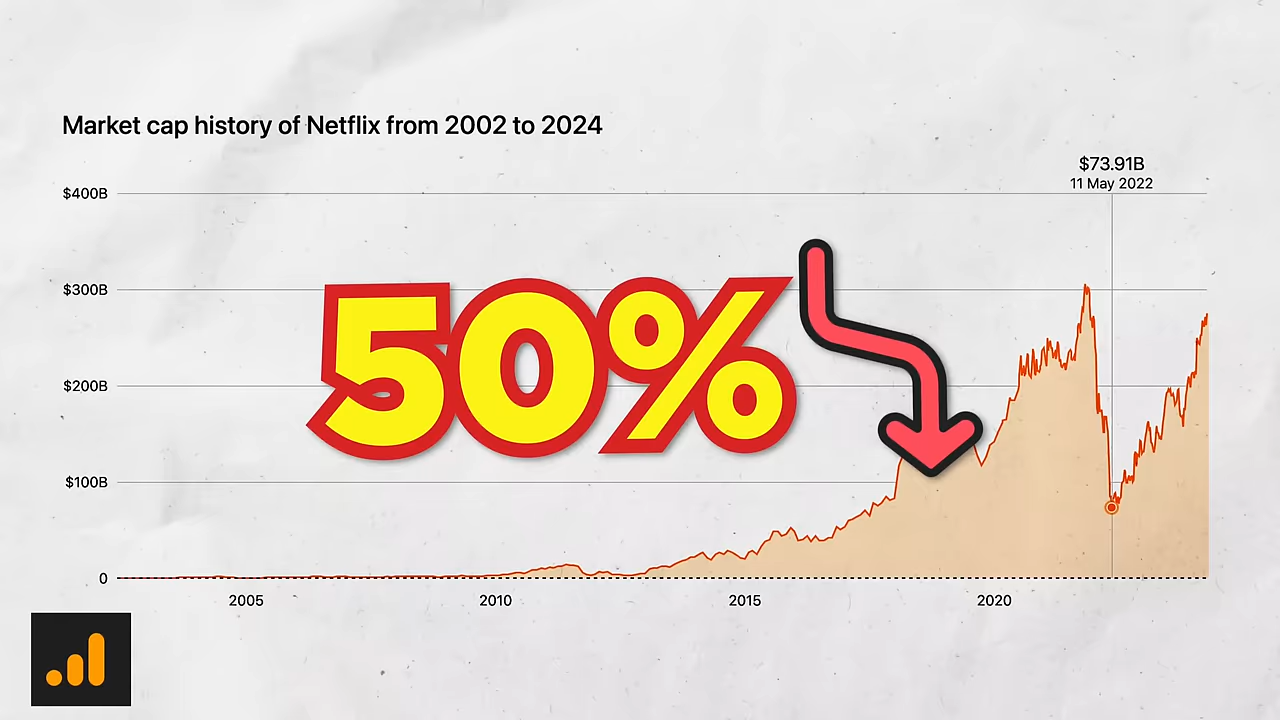 Market cap history of Netflix from 2002 to 2024
$73.91B
11 May 2022
$400B
$300B
$200B
$100B
0
50%
2005
2010
2015
2020